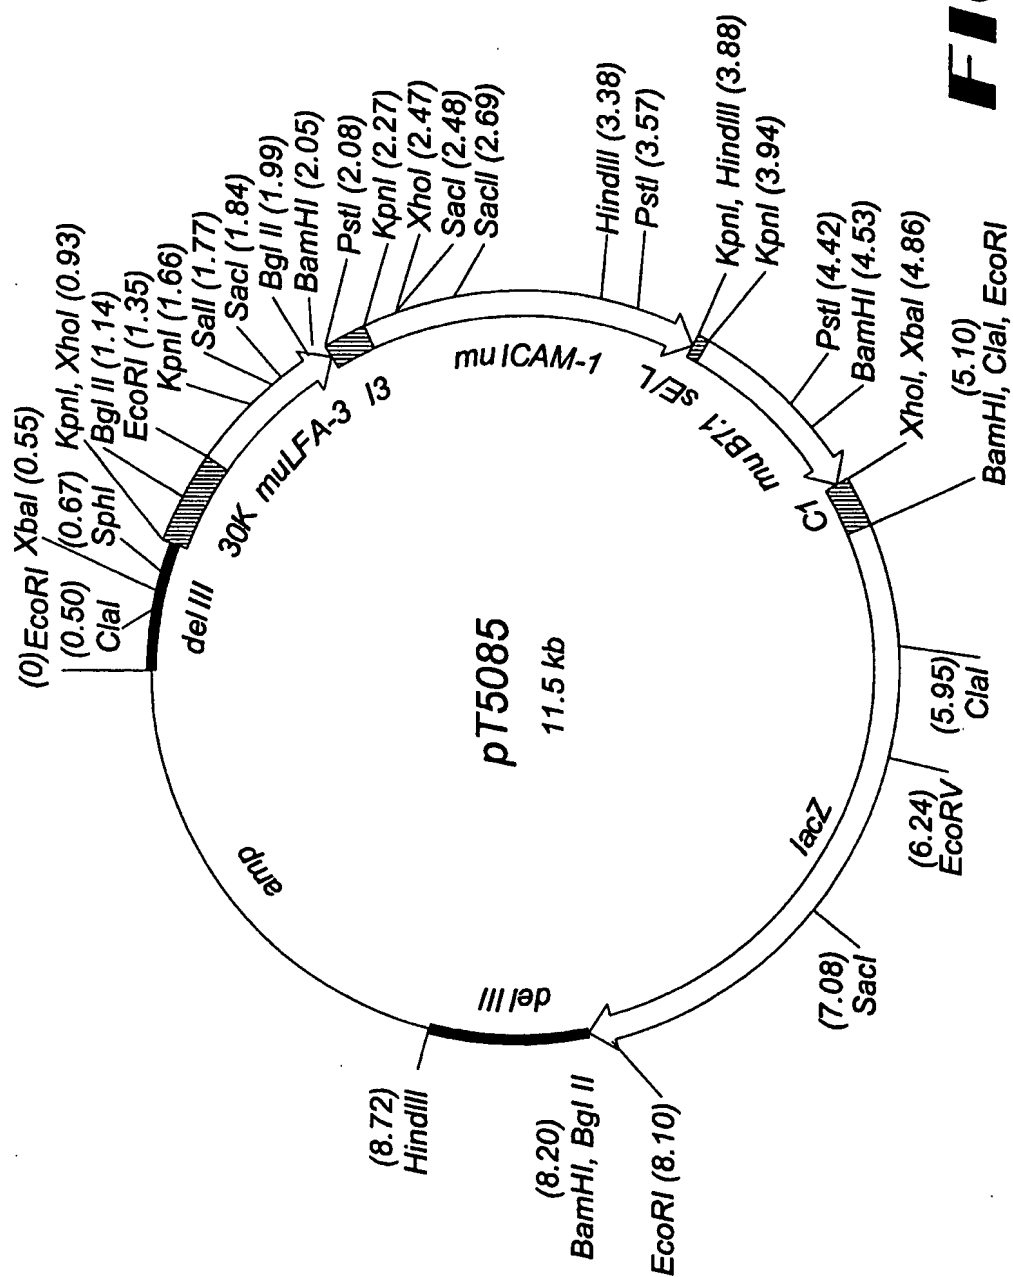 (0)EcoRI
(0.50)
ClaI
XbaI (0.55)
(0.67)
SphI
KpnI, XhoI (0.93)
Bgl II (1.14)
EcoRI (1.35)
KpnI (1.66)
SalI (1.77)
SacI (1.84)
Bgl II (1.99)
BamHI (2.05)
PstI (2.08)
KpnI (2.27)
XhoI (2.47)
SacI (2.48)
SacII (2.69)
HindIII (3.38)
PstI (3.57)
KpnI, HindIII (3.88)
KpnI (3.94)
PstI (4.42)
BamHI (4.53)
XhoI, XbaI (4.86)
(5.10)
BamHI, ClaI, EcoRI
(5.95)
ClaI
(6.24)
EcoRV
(7.08)
SacI
EcoRI (8.10)
(8.20)
BamHI, Bgl II
(8.72)
HindIII
del III
30K
muLFA-3
I3
muICAM-1
sE/L
muB7.1
C1
lacZ
del III
amp
pT5085
11.5 kb